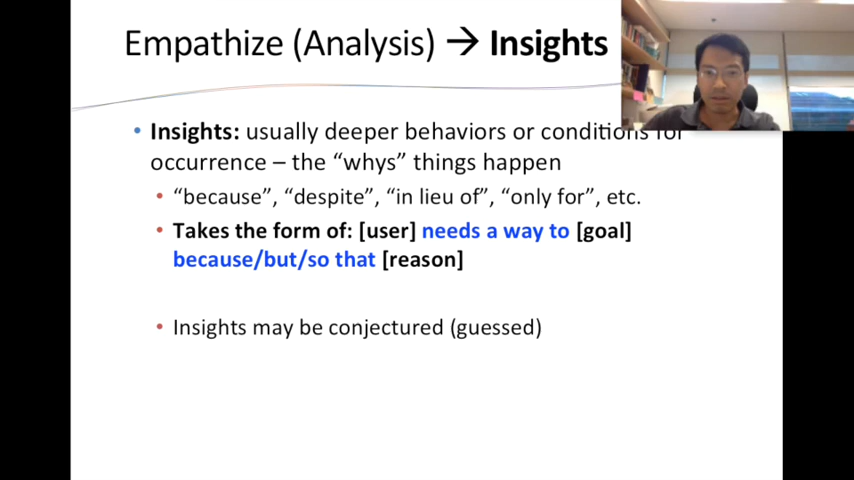 Empathize (Analysis) → Insights
• Insights: usually deeper behaviors or conditions for
occurrence – the “whys” things happen
• “because”, “despite”, “in lieu of”, “only for”, etc.
• Takes the form of: [user] needs a way to [goal]
because/but/so that [reason]
• Insights may be conjectured (guessed)